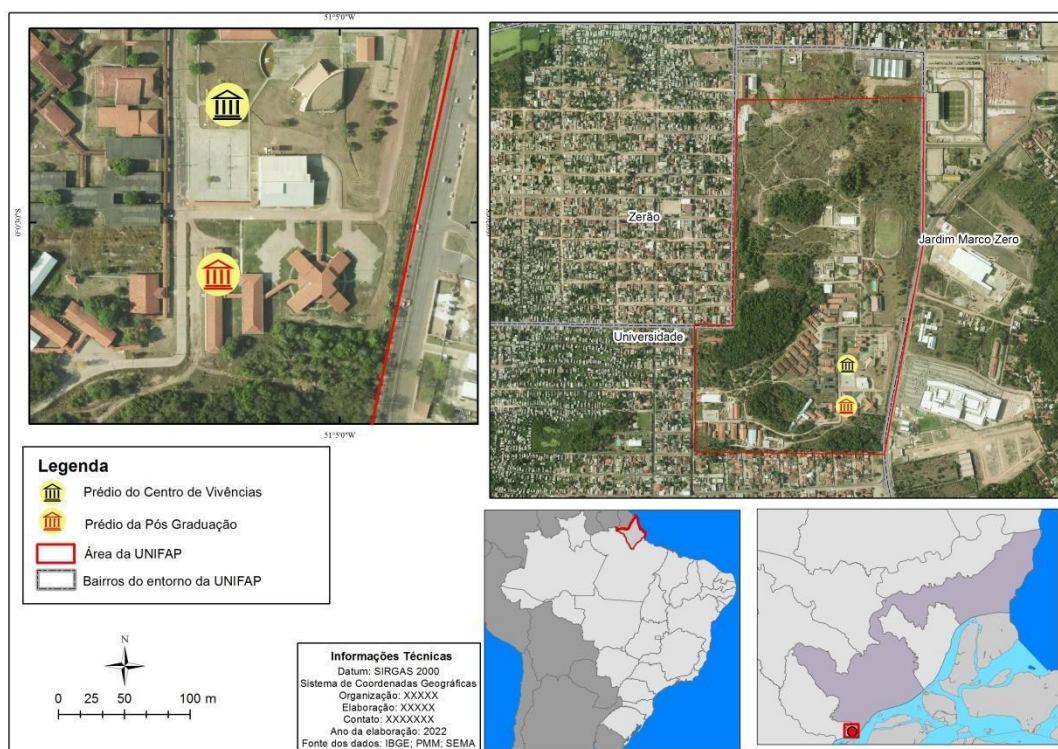 51°5'0"W
0°0'30"S
51°5'0"W
Zerão
Jardim Marco Zero
Universidade
Legenda
Prédio do Centro de Vivências
Prédio da Pós Graduação
Área da UNIFAP
Bairros do entorno da UNIFAP
N
0 25 50 100 m
Informações Técnicas
Datum: SIRGAS 2000
Sistema de Coordenadas Geográficas
Organização: XXXXX
Elaboração: XXXXX
Contato: XXXXXXX
Ano da elaboração: 2022
Fonte dos dados: IBGE; PMM; SEMA